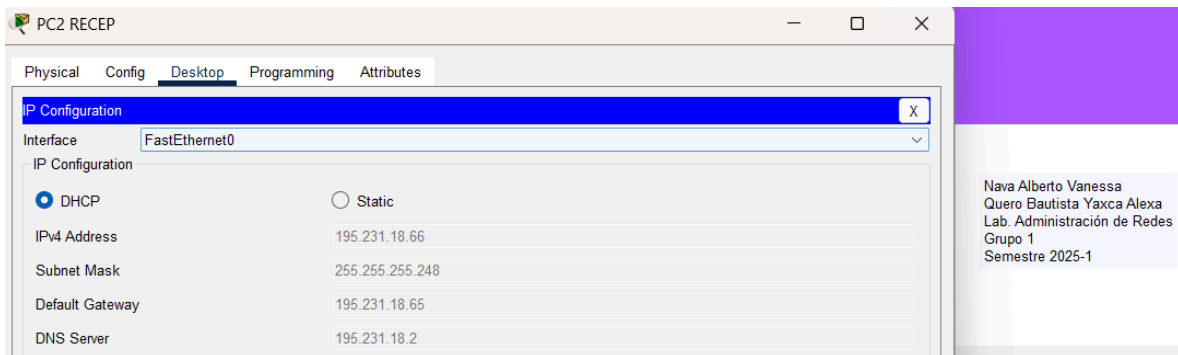 PC2 RECEP
Physical Config Desktop Programming Attributes
IP Configuration X
Interface FastEthernet0
IP Configuration
DHCP Static
IPv4 Address 195.231.18.66
Subnet Mask 255.255.255.248
Default Gateway 195.231.18.65
DNS Server 195.231.18.2
Nava Alberto Vanessa
Quero Bautista Yaxca Alexa
Lab. Administración de Redes
Grupo 1
Semestre 2025-1